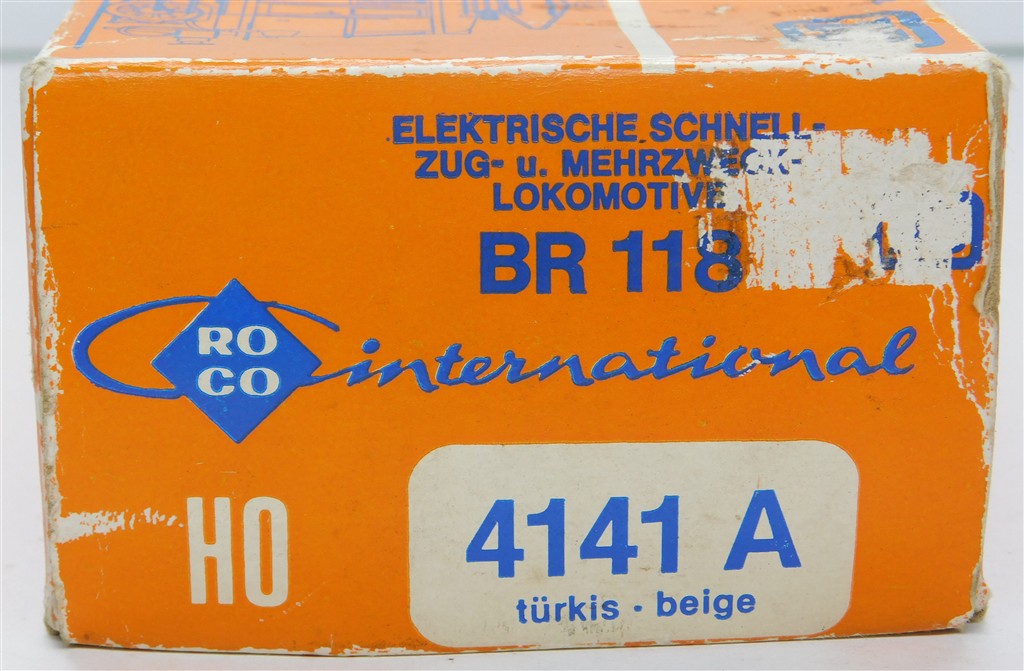 ELEKTRISCHE SCHNELL-
ZUG- u. MEHRZWECK-
LOKOMOTIVE
BR 118
RO
CO
international
HO
4141 A
türkis · beige